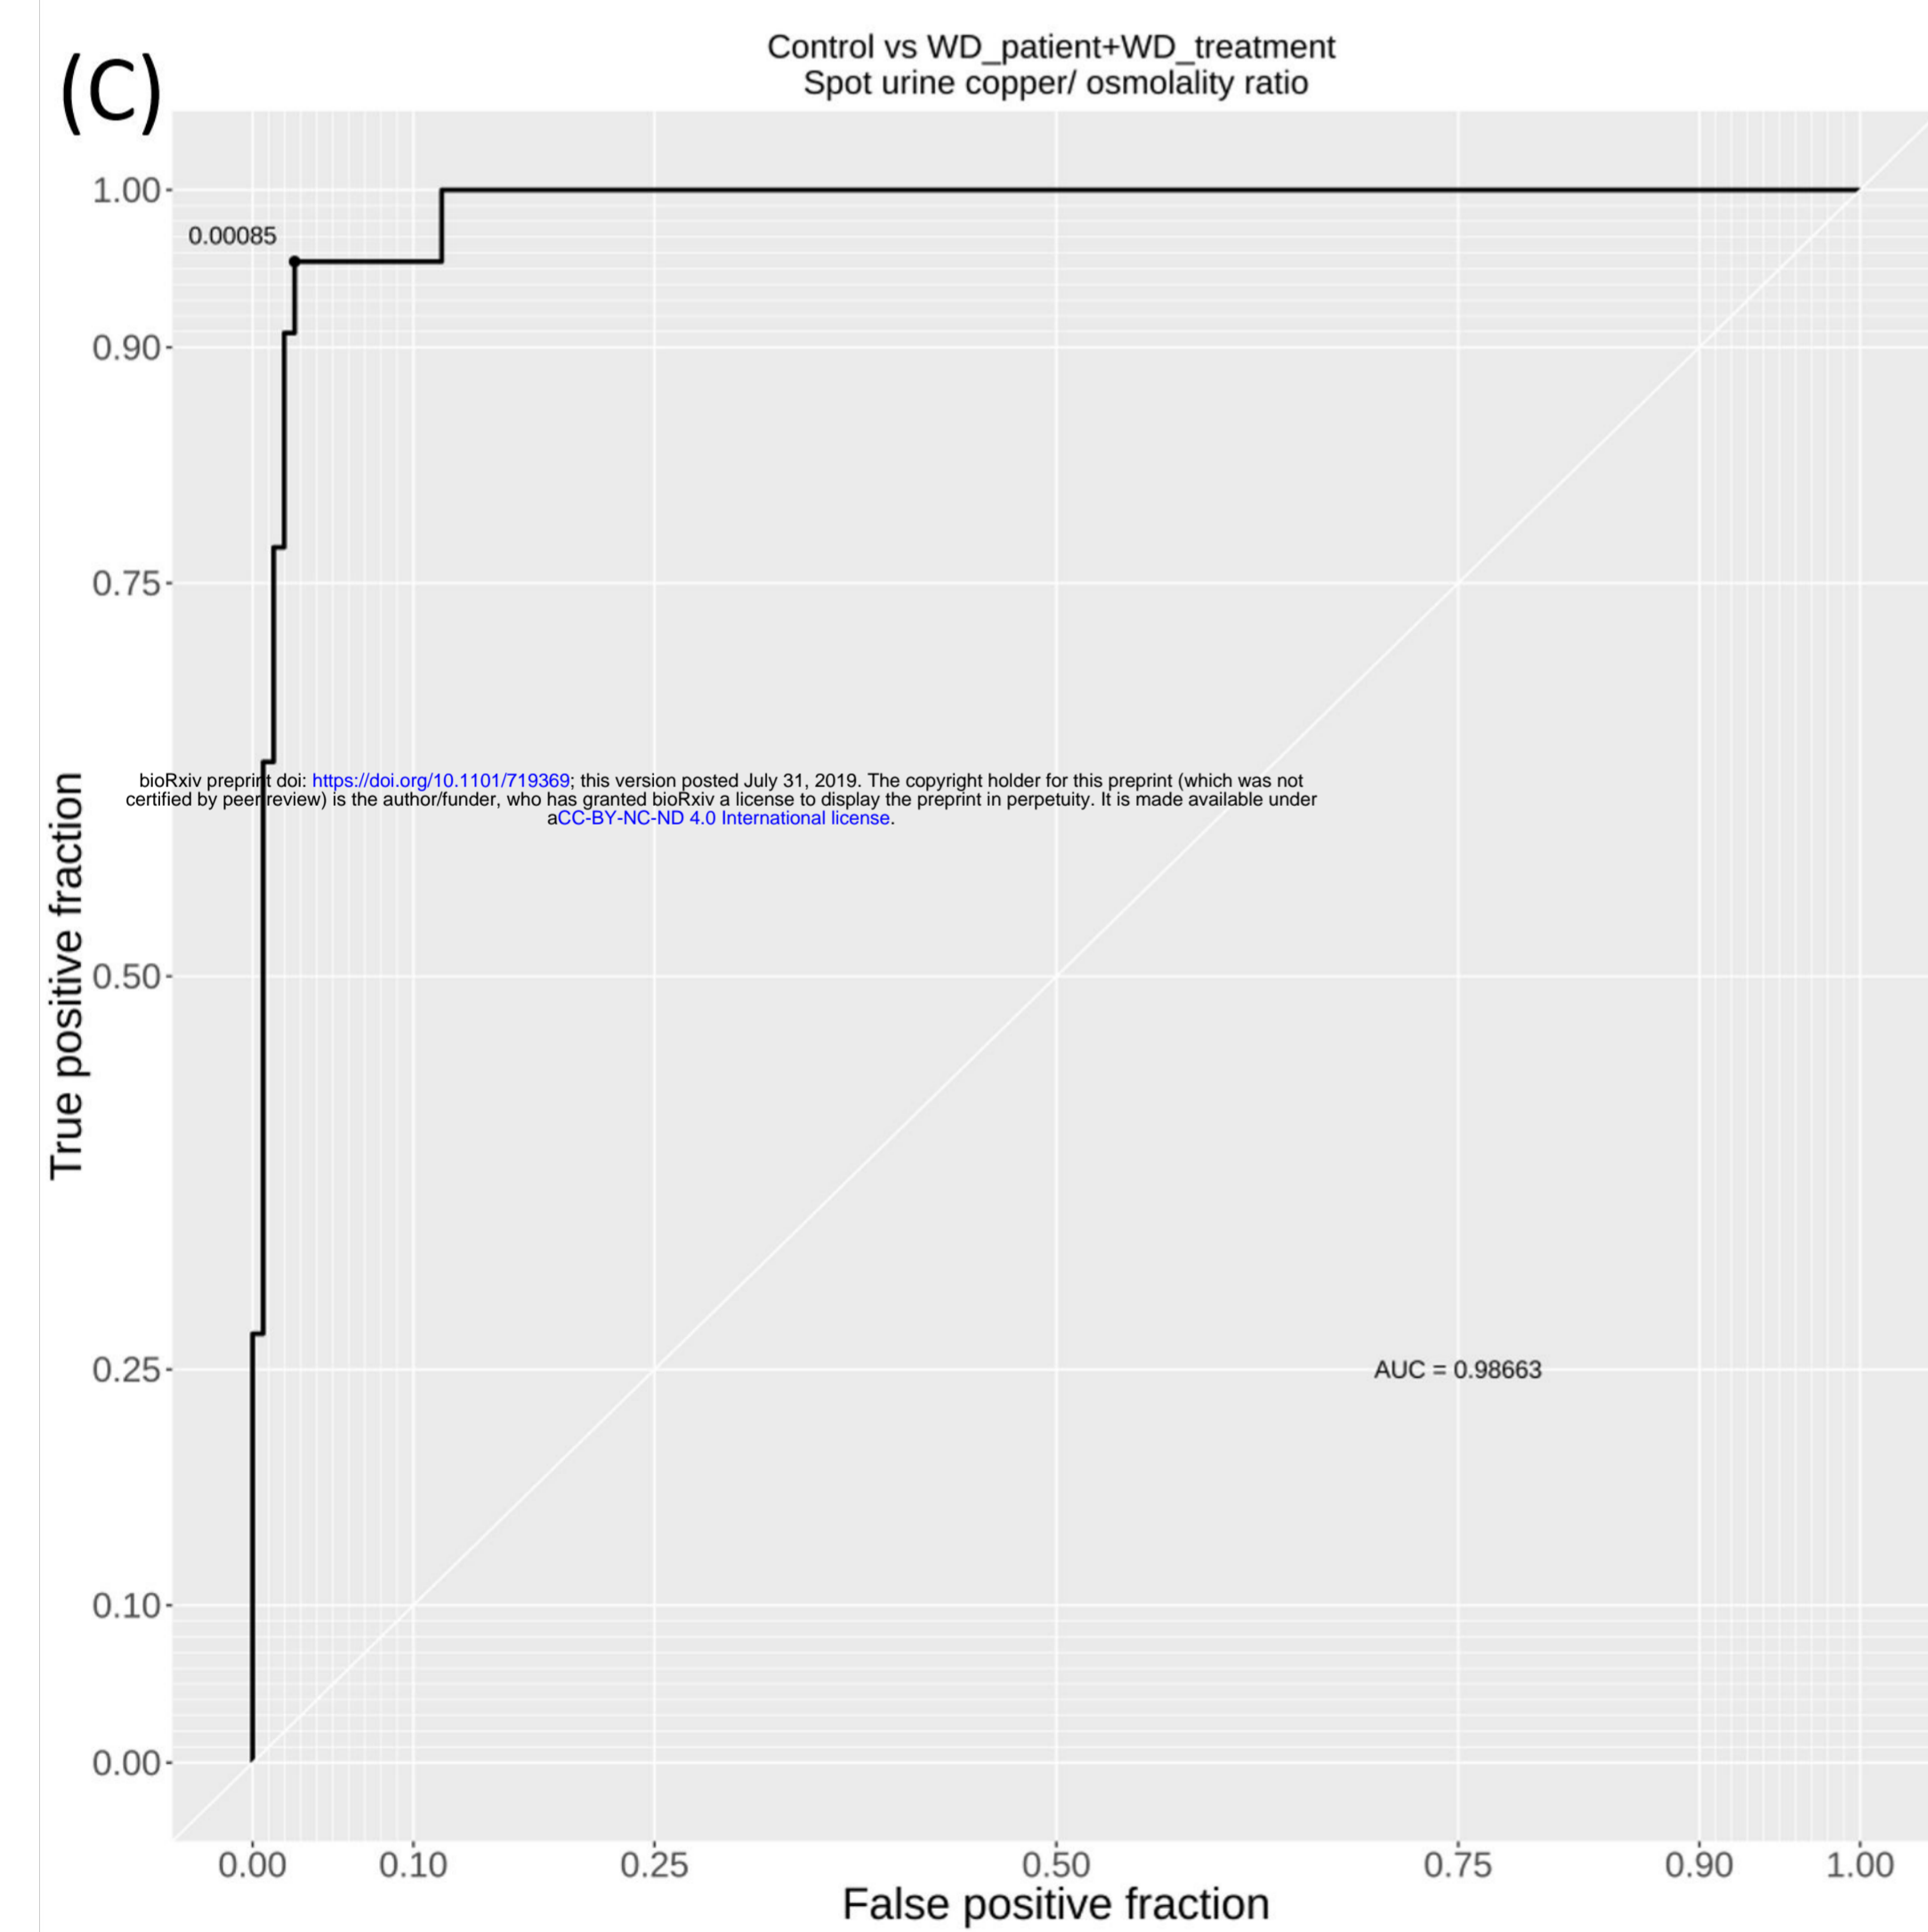 (C)
Control vs WD_patient+WD_treatment
Spot urine copper/ osmolality ratio
1.00
0.00085
0.90
0.75
bioRxiv preprint doi: https://doi.org/10.1101/719369; this version posted July 31, 2019. The copyright holder for this preprint (which was not
certified by peer review) is the author/funder, who has granted bioRxiv a license to display the preprint in perpetuity. It is made available under
aCC-BY-NC-ND 4.0 International license.
True positive fraction
0.50
0.25
AUC = 0.98663
0.10
0.00
0.00 0.10 0.25 0.50 0.75 0.90 1.00
False positive fraction